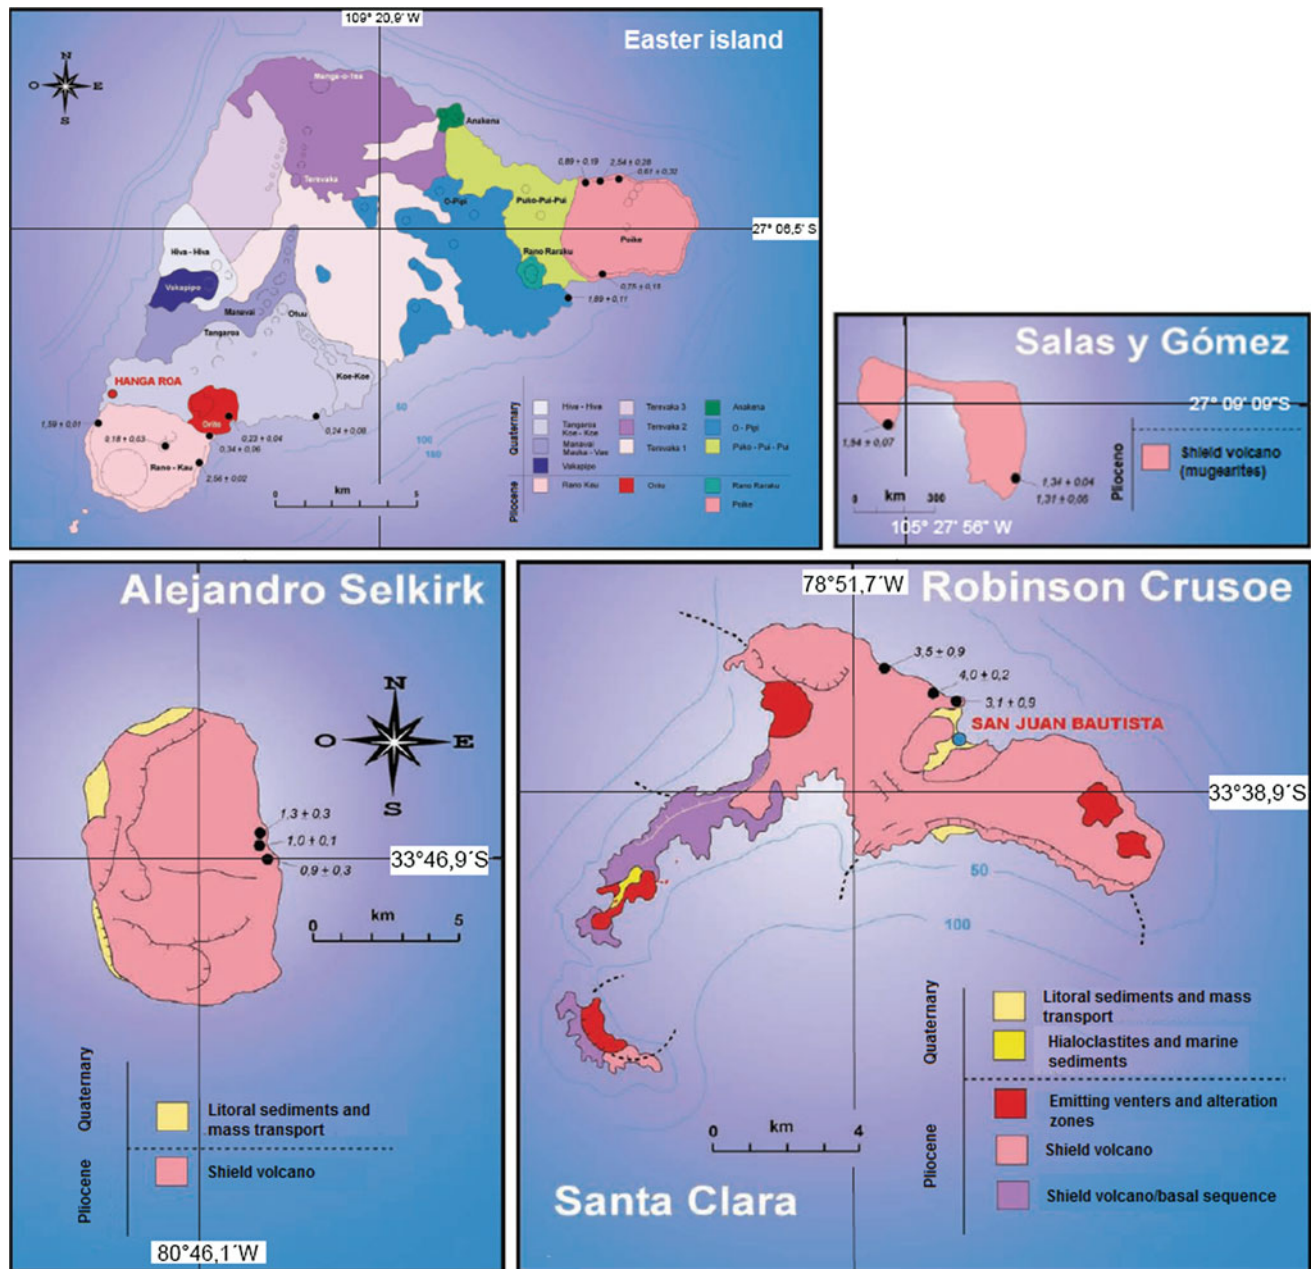 109° 20,9' W
Easter island
N
O
E
S
Manga-o-Tea
Anakena
0,89 ± 0,19
2,54 ± 0,28
0,61 ± 0,32
Terevaka
O-Pipi
Puko-Pui-Pui
27° 06,5' S
Poike
Hiva - Hiva
Rano Raraku
Vakapipo
0,75 ± 0,15
1,89 ± 0,11
Manavai
Otuu
Tangaroa
HANGA ROA
Koe-Koe
1,59 ± 0,01
Orito
0,18 ± 0,03
0,23 ± 0,04
0,24 ± 0,08
0,34 ± 0,06
Rano - Kau
2,56 ± 0,02
50
100
150
0
5
km
Quaternary
Hiva - Hiva
Terevaka 3
Anakena
Tangaroa
Koe - Koe
Terevaka 2
O - Pipi
Manavai
Mauka - Vae
Terevaka 1
Puko - Pui - Pui
Vakapipo
Pliocene
Rano Kau
Orito
Rano Raraku
Poike
Salas y Gómez
27° 09' 09"S
1,94 ± 0,07
Plioceno
Shield volcano
(mugearites)
1,34 ± 0,04
1,31 ± 0,06
0
km
300
105° 27' 56" W
Alejandro Selkirk
N
O
E
S
1,3 ± 0,3
1,0 ± 0,1
0,9 ± 0,3
33°46,9´S
0
km
5
Quaternary
Litoral sediments and
mass transport
Pliocene
Shield volcano
80°46,1´W
78°51,7´W
Robinson Crusoe
3,5 ± 0,9
4,0 ± 0,2
3,1 ± 0,9
SAN JUAN BAUTISTA
33°38,9´S
50
100
0
km
4
Santa Clara
Quaternary
Litoral sediments and mass
transport
Hialoclastites and marine
sediments
Pliocene
Emitting venters and alteration
zones
Shield volcano
Shield volcano/basal sequence